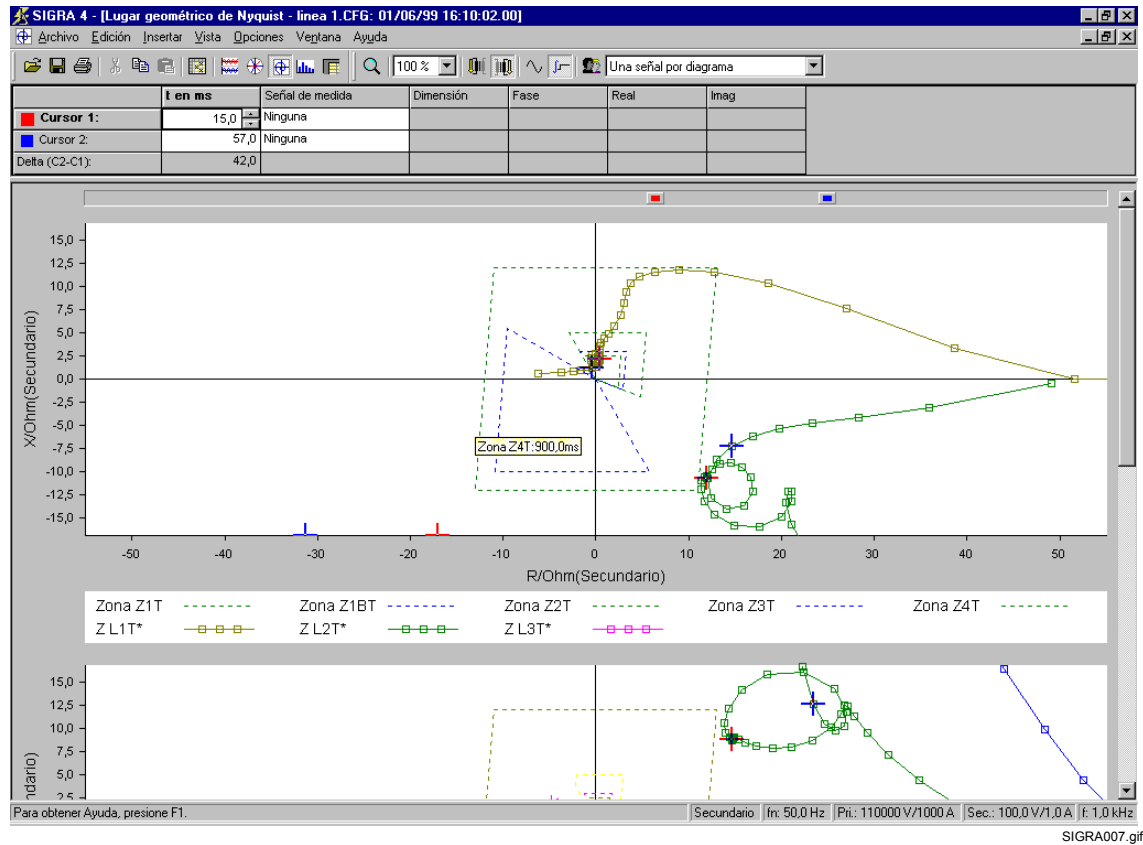 SIGRA 4 - [Lugar geométrico de Nyquist - linea 1.CFG: 01/06/99 16:10:02.00]
Archivo Edición Insertar Vista Opciones Ventana Ayuda
100 % Una señal por diagrama
t en ms Señal de medida Dimensión Fase Real Imag
Cursor 1: 15,0 Ninguna
Cursor 2: 57,0 Ninguna
Delta (C2-C1): 42,0
15,0
12,5
10,0
7,5
5,0
2,5
0,0
-2,5
-5,0
-7,5
-10,0
-12,5
-15,0
X/Ohm(Secundario)
Zona Z4T:900,0ms
-50 -40 -30 -20 -10 0 10 20 30 40 50
R/Ohm(Secundario)
Zona Z1T Zona Z1BT Zona Z2T Zona Z3T Zona Z4T
Z L1T* Z L2T* Z L3T*
15,0
12,5
10,0
7,5
5,0
2,5
ndario)
Para obtener Ayuda, presione F1. Secundario fn: 50,0 Hz Pri.: 110000 V/1000 A Sec.: 100,0 V/1,0 A f: 1,0 kHz
SIGRA007.gif